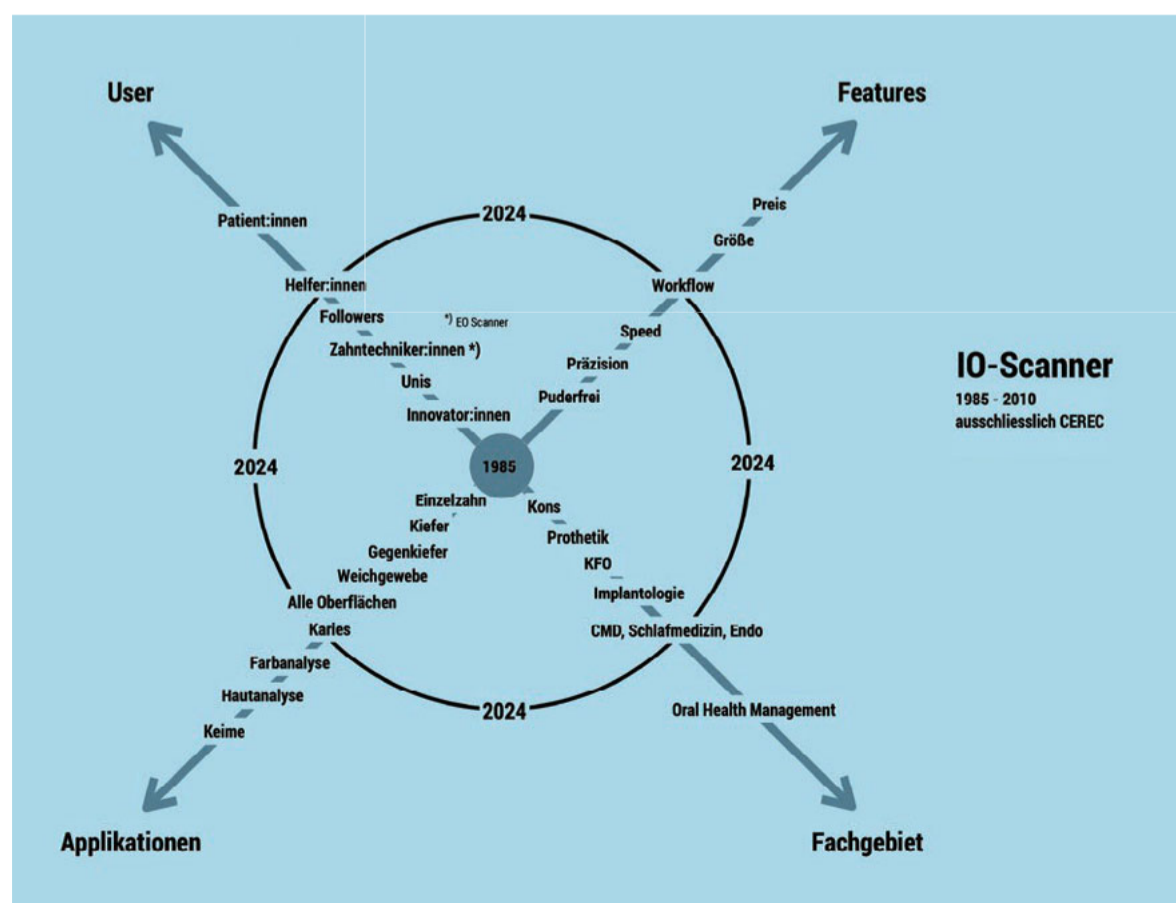 User
Features
Patient:innen
Preis
2024
Größe
Helfer:innen
Workflow
Followers
*) EO Scanner
Speed
Zahntechniker:innen *)
Präzision
Unis
Puderfrei
Innovator:innen
IO-Scanner
1985 - 2010
ausschliesslich CEREC
2024
1985
2024
Einzelzahn
Kons
Kiefer
Prothetik
Gegenkiefer
KFO
Weichgewebe
Implantologie
Alle Oberflächen
Karies
CMD, Schlafmedizin, Endo
Farbanalyse
Hautanalyse
Oral Health Management
2024
Keime
Applikationen
Fachgebiet